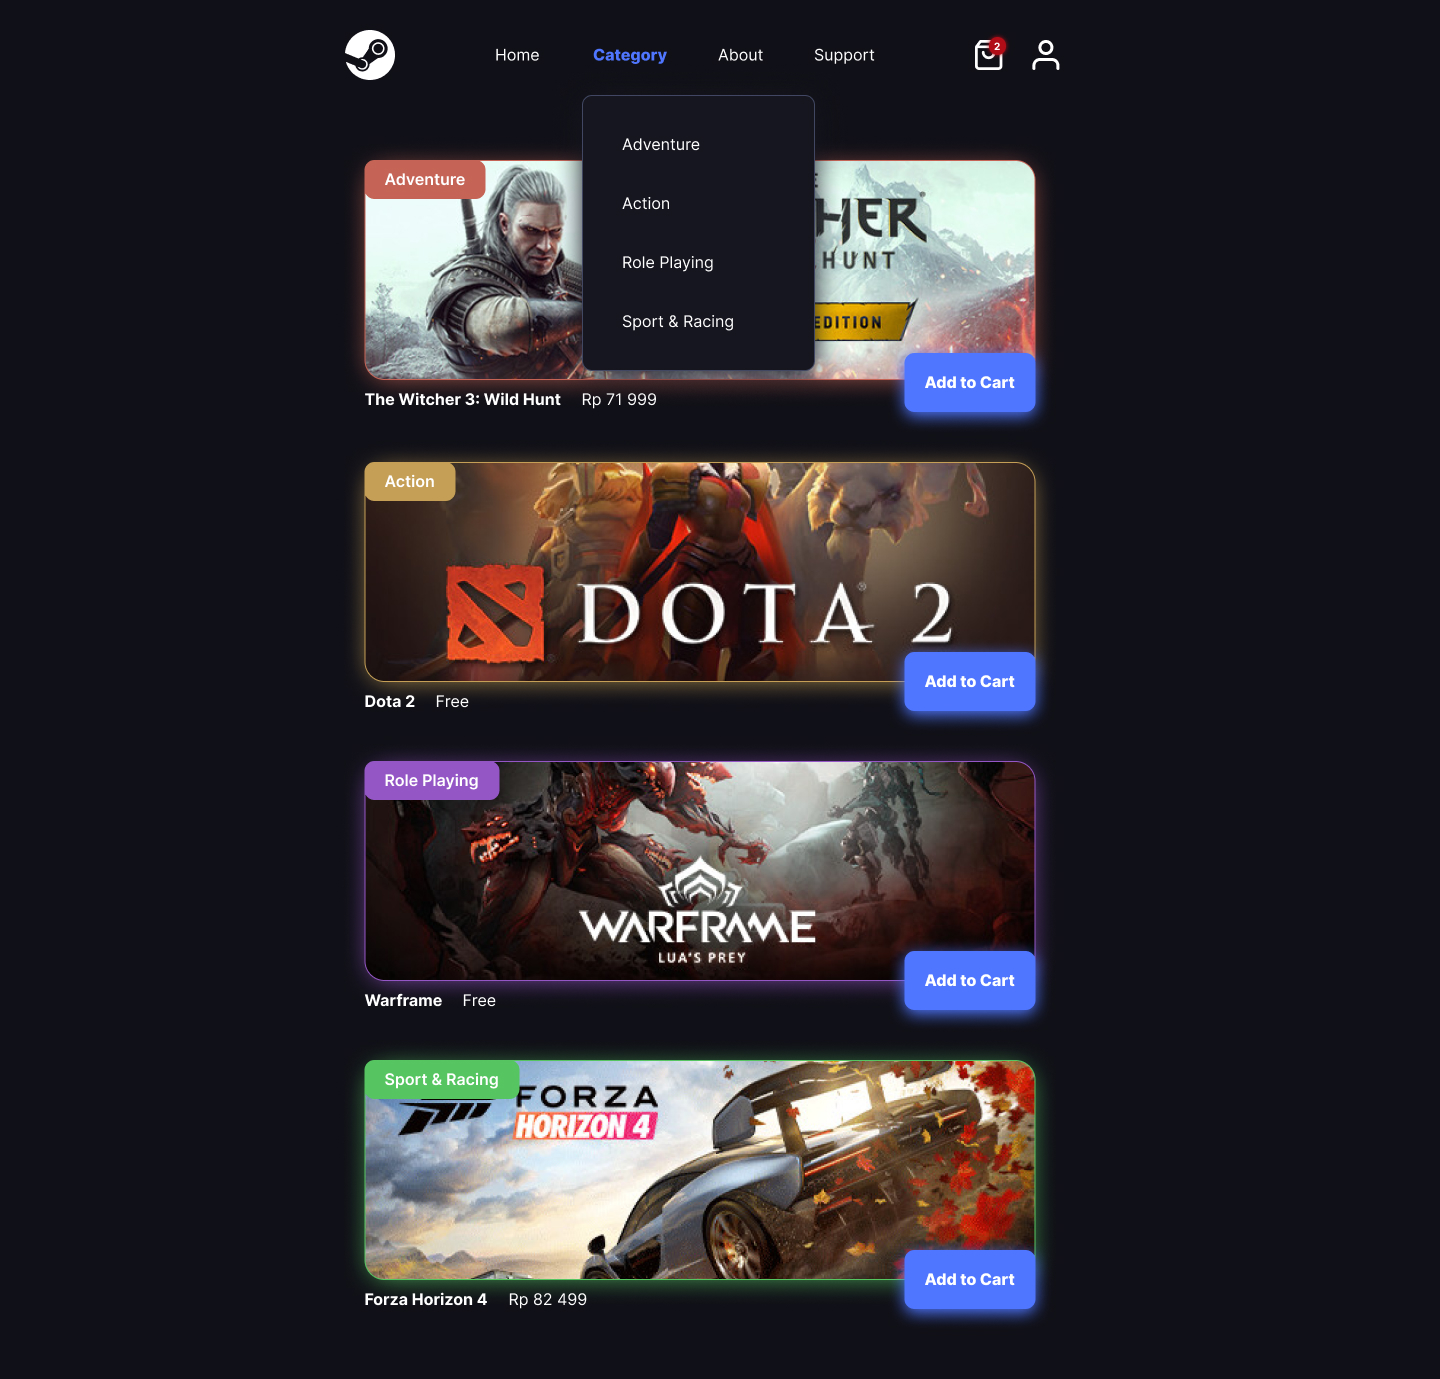 Home
Category
About
Support
2
Adventure
Action
Role Playing
Sport & Racing
Adventure
HER
HUNT
EDITION
Add to Cart
The Witcher 3: Wild Hunt
Rp 71 999
Action
DOTA 2
Add to Cart
Dota 2
Free
Role Playing
WARFRAME
LUA'S PREY
Add to Cart
Warframe
Free
Sport & Racing
FORZA
HORIZON 4
Add to Cart
Forza Horizon 4
Rp 82 499